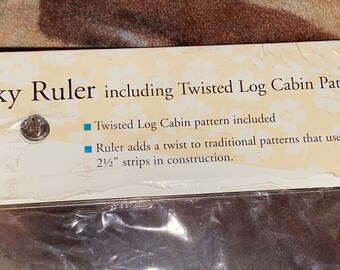 ky Ruler including Twisted Log Cabin Pat
■ Twisted Log Cabin pattern included
■ Ruler adds a twist to traditional patterns that use
2½" strips in construction.